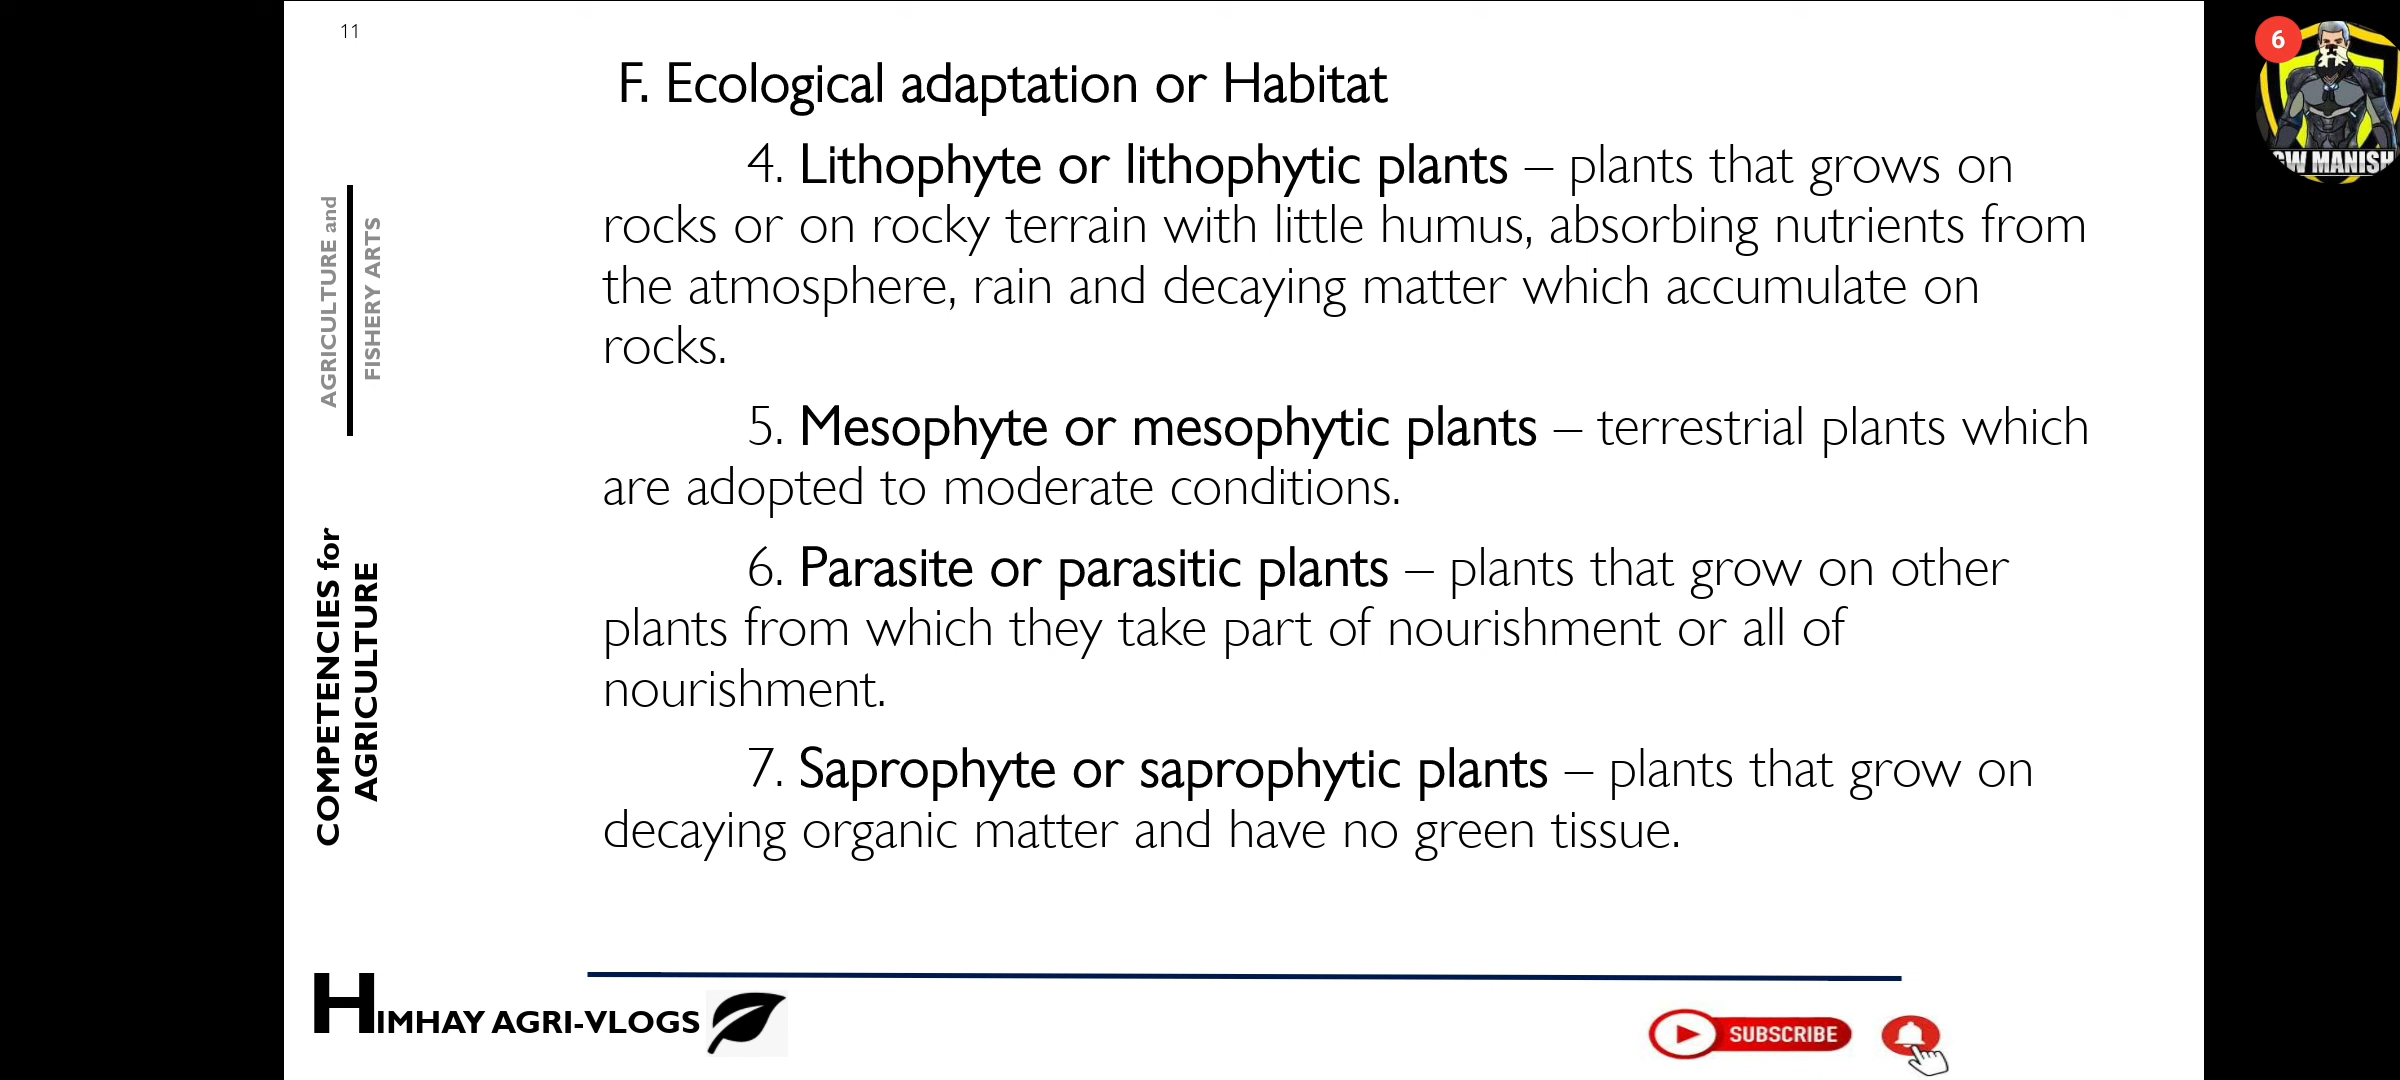 11
F. Ecological adaptation or Habitat
4. Lithophyte or lithophytic plants – plants that grows on
rocks or on rocky terrain with little humus, absorbing nutrients from
the atmosphere, rain and decaying matter which accumulate on
rocks.
5. Mesophyte or mesophytic plants – terrestrial plants which
are adopted to moderate conditions.
6. Parasite or parasitic plants – plants that grow on other
plants from which they take part of nourishment or all of
nourishment.
7. Saprophyte or saprophytic plants – plants that grow on
decaying organic matter and have no green tissue.
AGRICULTURE and
FISHERY ARTS
COMPETENCIES for
AGRICULTURE
HIMHAY AGRI-VLOGS
SUBSCRIBE
6
MANISH